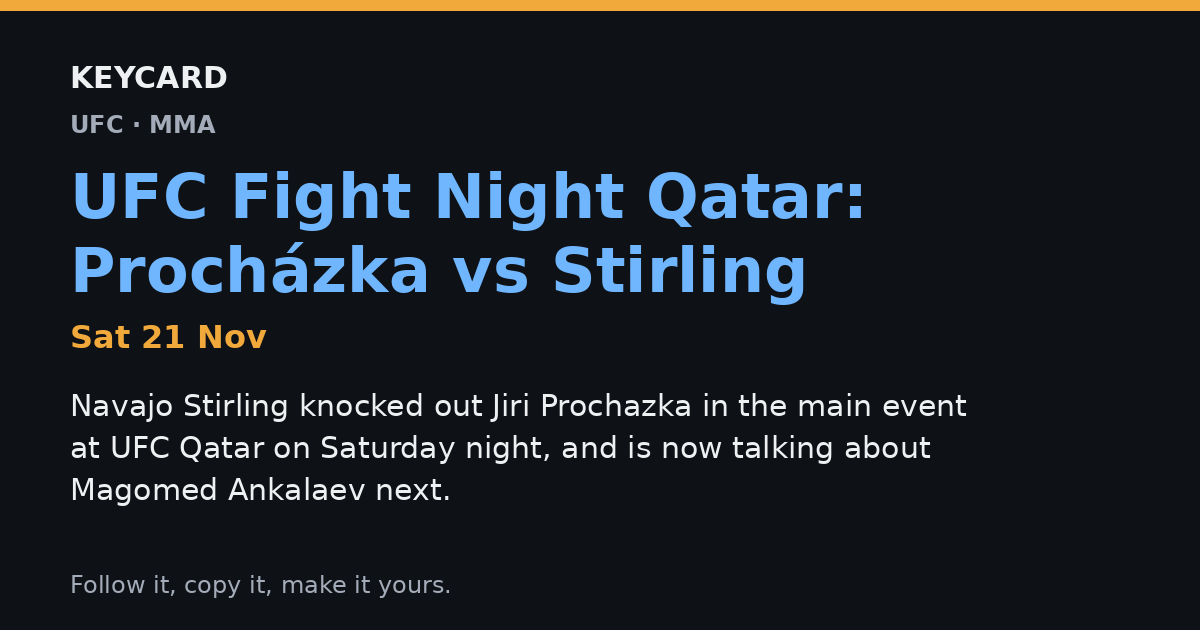 KEYCARD
UFC · MMA
UFC Fight Night Qatar:
Procházka vs Stirling
Sat 21 Nov
Navajo Stirling knocked out Jiri Prochazka in the main event
at UFC Qatar on Saturday night, and is now talking about
Magomed Ankalaev next.
Follow it, copy it, make it yours.